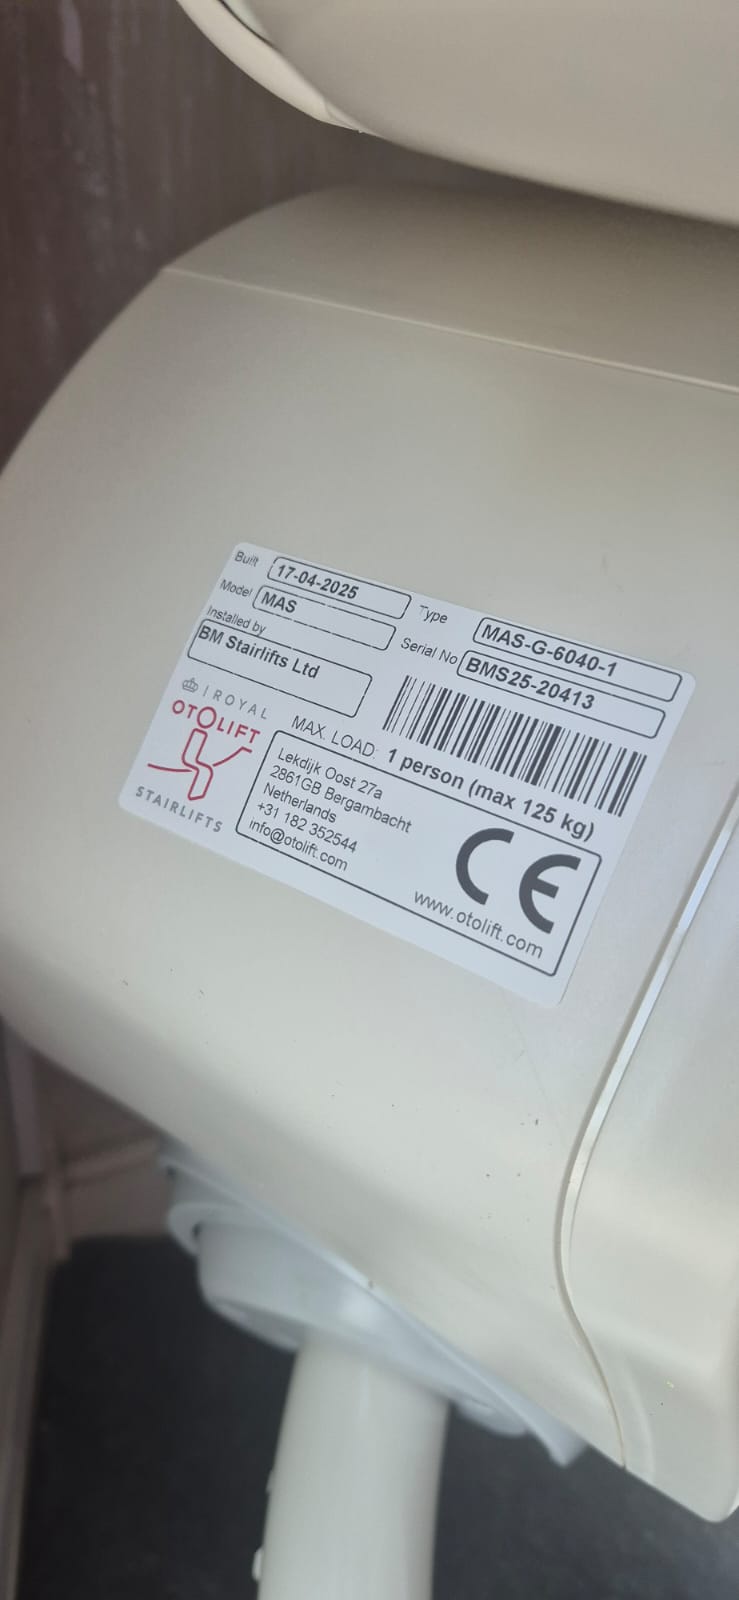 Built 17-04-2025
Type MAS-G-6040-1
Model MAS
Serial No BMS25-20413
Installed by
BM Stairlifts Ltd
ROYAL
OTOLIFT
STAIRLIFTS
MAX. LOAD: 1 person (max 125 kg)
Lekdijk Oost 27a
2861GB Bergambacht
Netherlands
+31 182 352544
info@otolift.com
CE
www.otolift.com